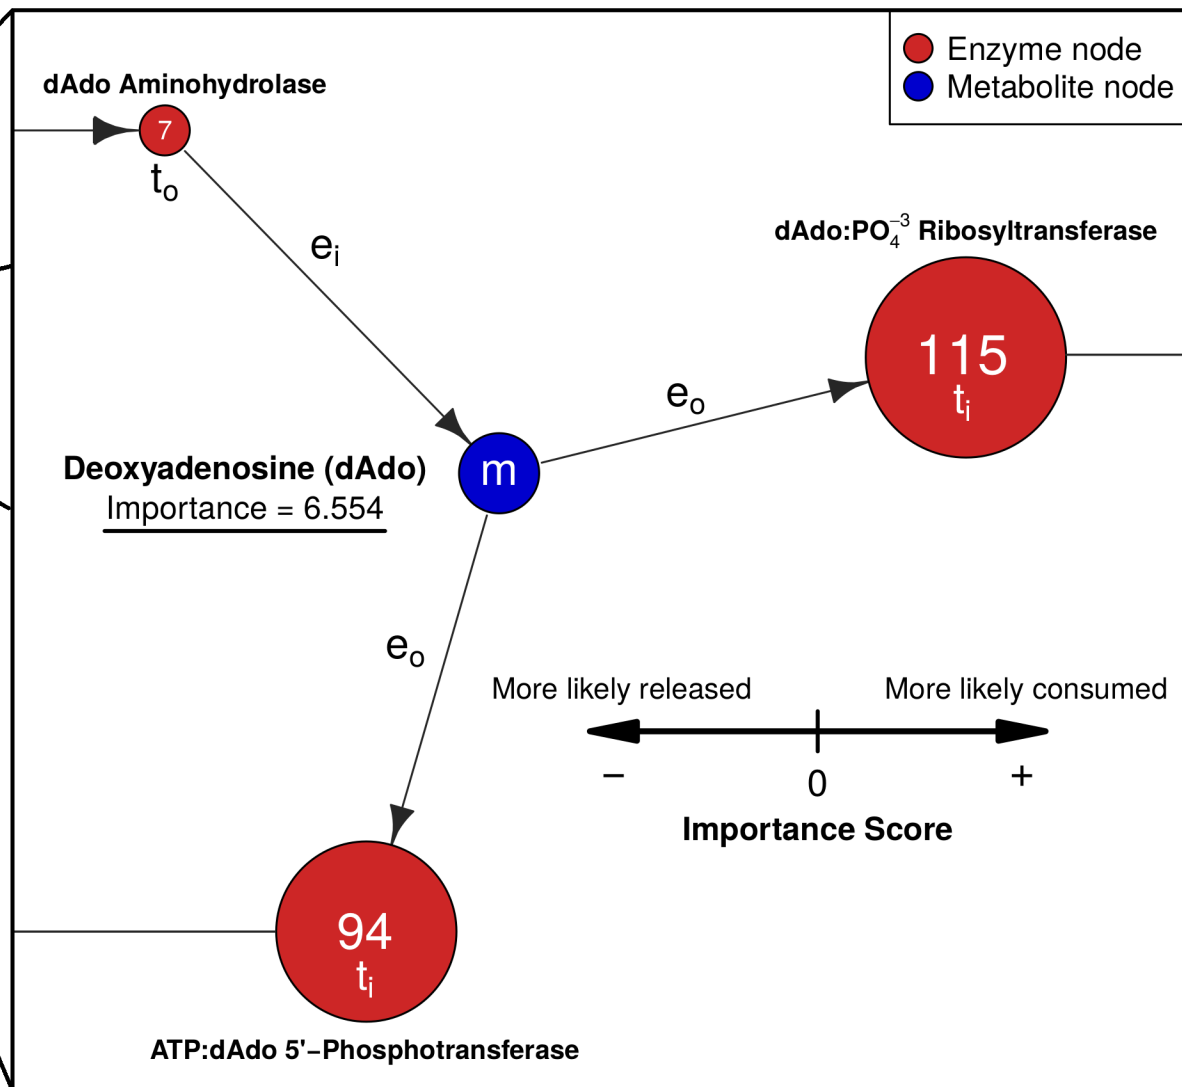 Enzyme node
Metabolite node
dAdo Aminohydrolase
7
to
ei
dAdo:PO4−3 Ribosyltransferase
115
ti
eo
m
Deoxyadenosine (dAdo)
Importance = 6.554
eo
More likely released
More likely consumed
− 0 +
Importance Score
94
ti
ATP:dAdo 5'−Phosphotransferase